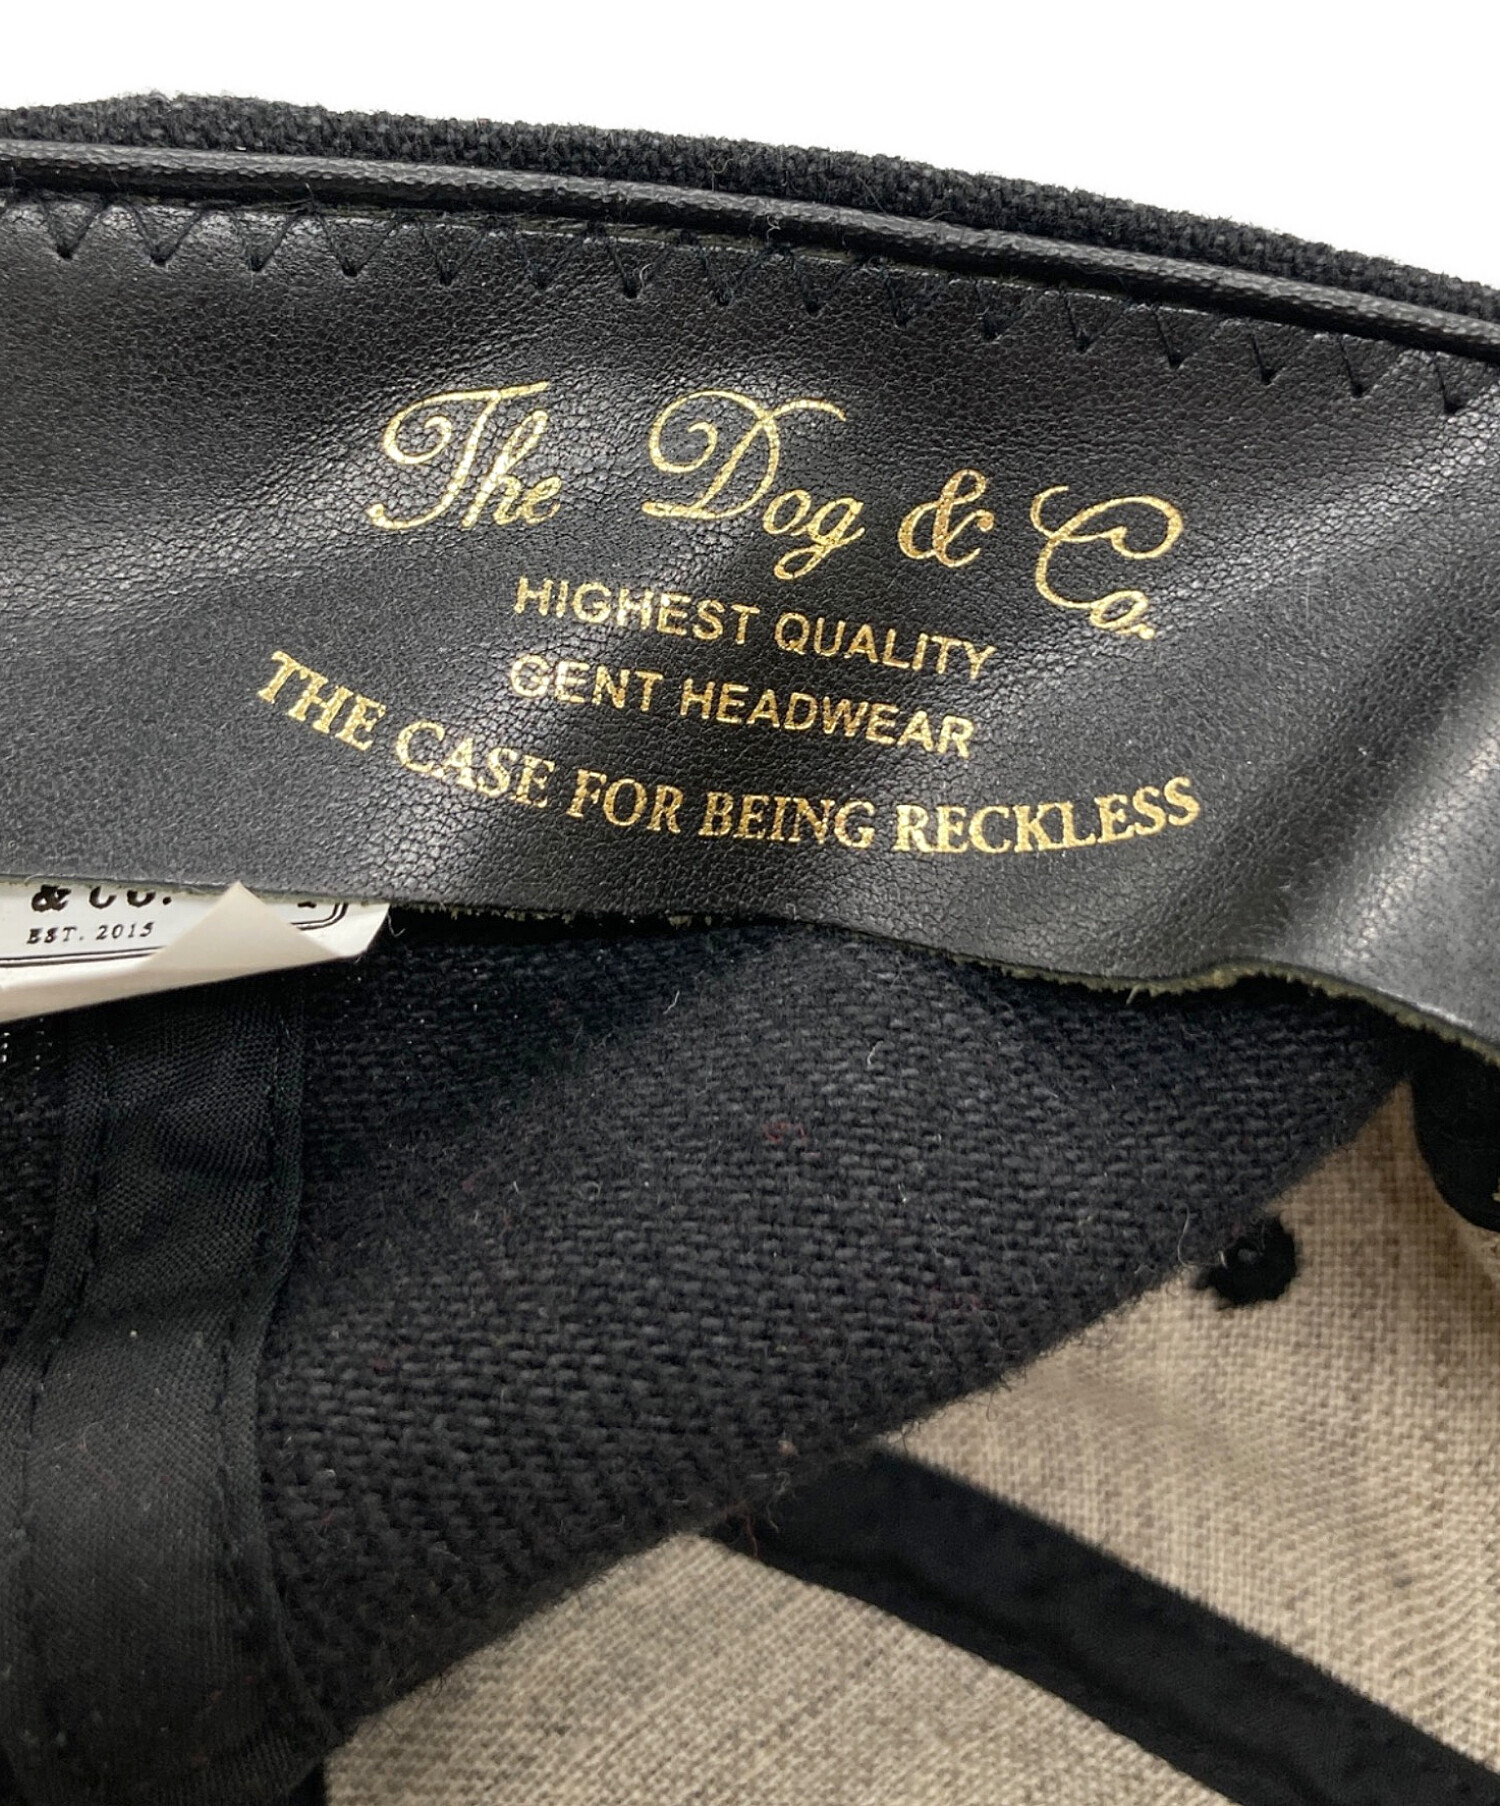 The Dog & Co.
HIGHEST QUALITY
GENT HEADWEAR
THE CASE FOR BEING RECKLESS
& CO.
EST. 2015